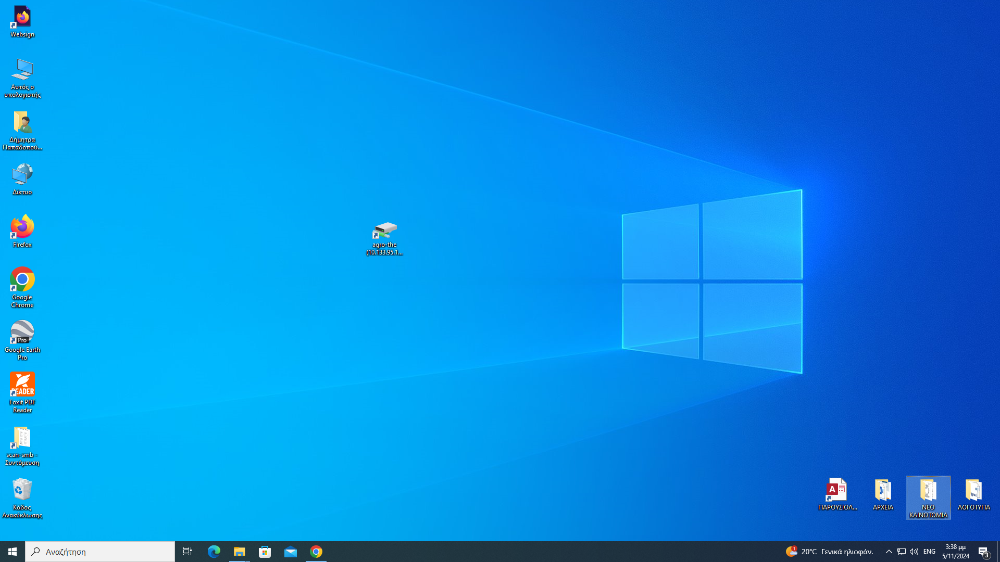 Websign
Αυτός ο
υπολογιστής
Δήμητρα
Παπαδοπού...
Δίκτυο
Firefox
Google
Chrome
Pro
Google Earth
Pro
READER
Foxit PDF
Reader
scan-smb -
Συντόμευση
Κάδος
Ανακύκλωσης
agro-the
(10.133.95.1...
A
ΠΑΡΟΥΣΙΟΛ...
ΑΡΧΕΙΑ
ΝΕΟ
ΚΑΙΝΟΤΟΜΙΑ
ΛΟΓΟΤΥΠΑ
Αναζήτηση
1
20°C Γενικά ηλιοφάν.
ENG
3:38 μμ
5/11/2024
3